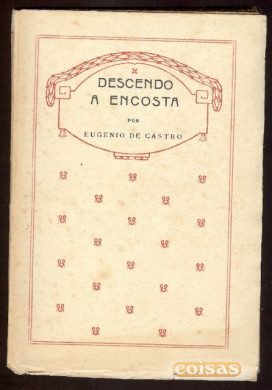 DESCENDO
A ENCOSTA
POR
EUGENIO DE CASTRO
coisas